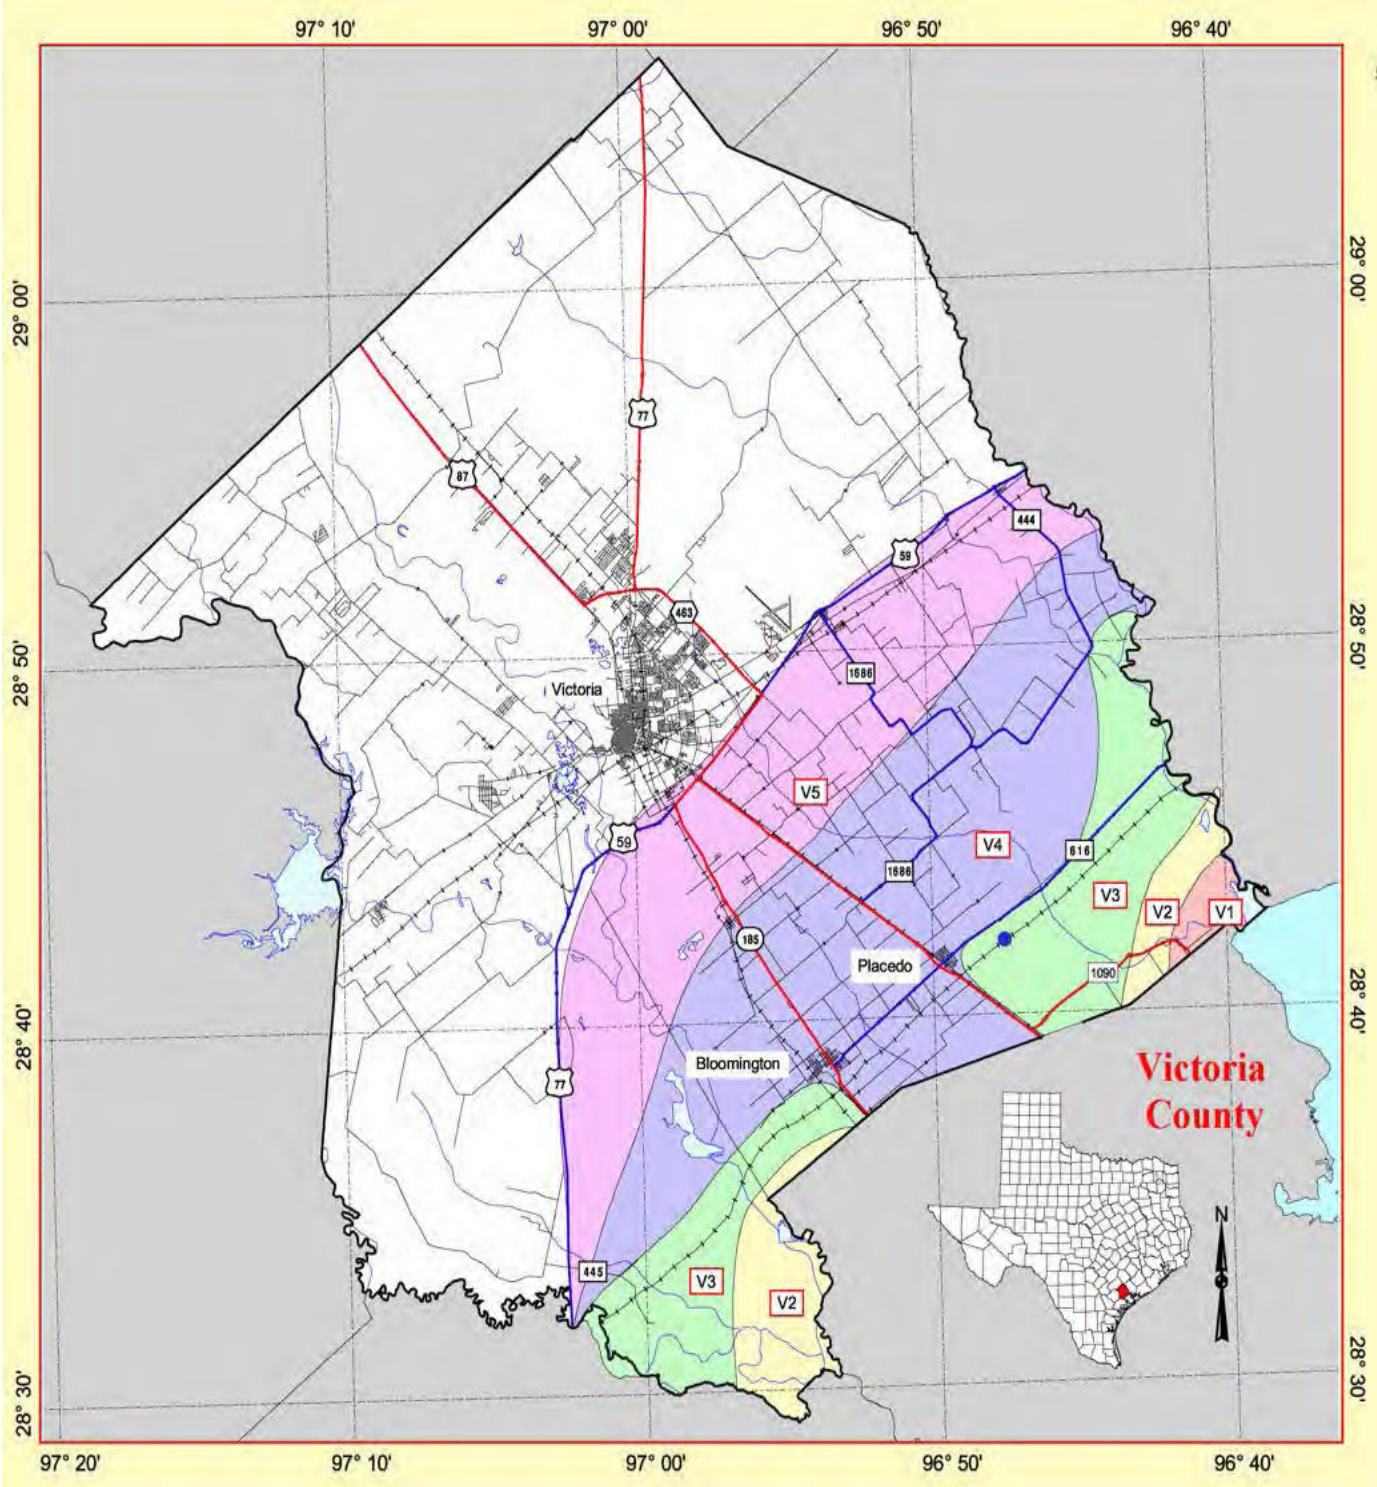 97° 10' 97° 00' 96° 50' 96° 40'
29° 00'
29° 00'
77
87
444
59
463
28° 50'
28° 50'
1686
Victoria
V5
59
V4
616
1686
V3
V2
V1
185
Placedo
1090
28° 40'
28° 40'
Bloomington
77
Victoria
County
N
445
V3
V2
28° 30'
28° 30'
97° 20' 97° 10' 97° 00' 96° 50' 96° 40'